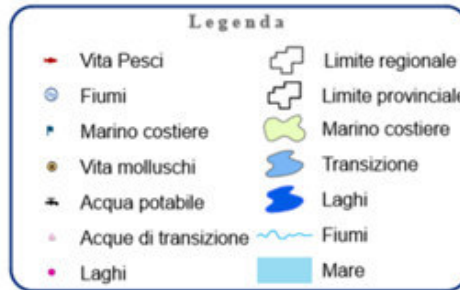 Legenda
Vita Pesci
Limite regionale
Fiumi
Limite provinciale
Marino costiere
Marino costiere
Vita molluschi
Transizione
Acqua potabile
Laghi
Acque di transizione
Fiumi
Laghi
Mare